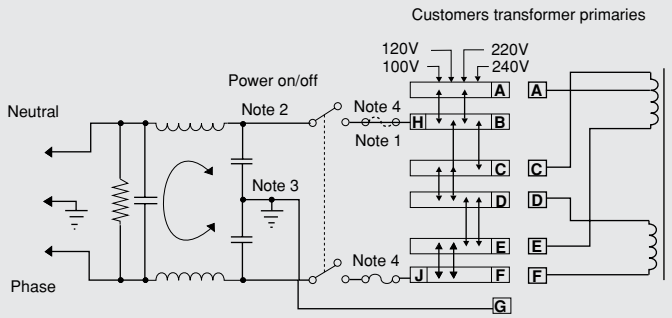 Customers transformer primaries
120V 220V
100V 240V
Power on/off
A A
Neutral
Note 2 Note 4
H B
Note 1
C C
Note 3
D D
E E
Note 4
J F F
Phase
G